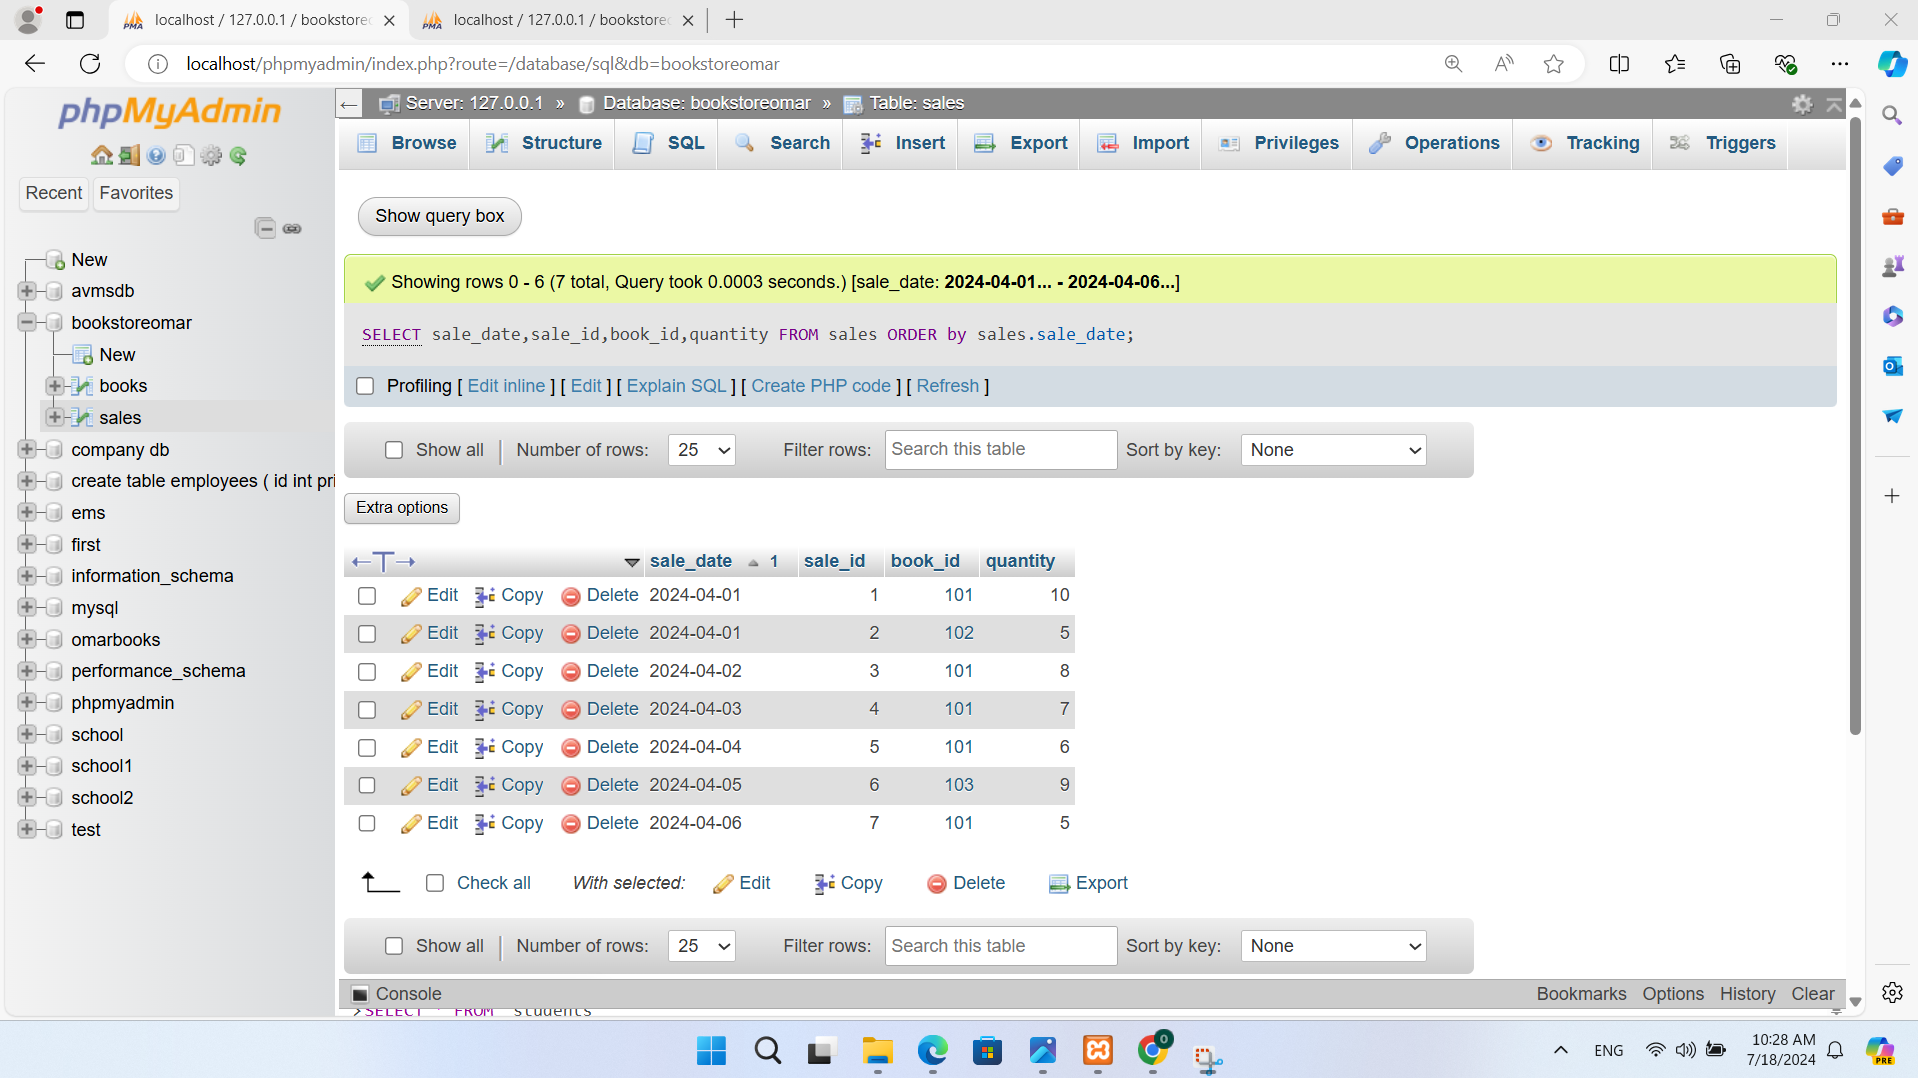 localhost / 127.0.0.1 / bookstore
localhost / 127.0.0.1 / bookstore
localhost/phpmyadmin/index.php?route=/database/sql&db=bookstoreomar
phpMyAdmin
Recent
Favorites
New
avmsdb
bookstoreomar
New
books
sales
company db
create table employees ( id int pri
ems
first
information_schema
mysql
omarbooks
performance_schema
phpmyadmin
school
school1
school2
test
Server: 127.0.0.1 » Database: bookstoreomar » Table: sales
Browse Structure SQL Search Insert Export Import Privileges Operations Tracking Triggers
Show query box
Showing rows 0 - 6 (7 total, Query took 0.0003 seconds.) [sale_date: 2024-04-01... - 2024-04-06...]
SELECT sale_date,sale_id,book_id,quantity FROM sales ORDER by sales.sale_date;
Profiling [ Edit inline ] [ Edit ] [ Explain SQL ] [ Create PHP code ] [ Refresh ]
Show all Number of rows: 25 Filter rows: Search this table Sort by key: None
Extra options
sale_date 1 sale_id book_id quantity
Edit Copy Delete 2024-04-01 1 101 10
Edit Copy Delete 2024-04-01 2 102 5
Edit Copy Delete 2024-04-02 3 101 8
Edit Copy Delete 2024-04-03 4 101 7
Edit Copy Delete 2024-04-04 5 101 6
Edit Copy Delete 2024-04-05 6 103 9
Edit Copy Delete 2024-04-06 7 101 5
Check all With selected: Edit Copy Delete Export
Show all Number of rows: 25 Filter rows: Search this table Sort by key: None
Console Bookmarks Options History Clear
>SELECT * FROM `students`
ENG
10:28 AM
7/18/2024
PRE